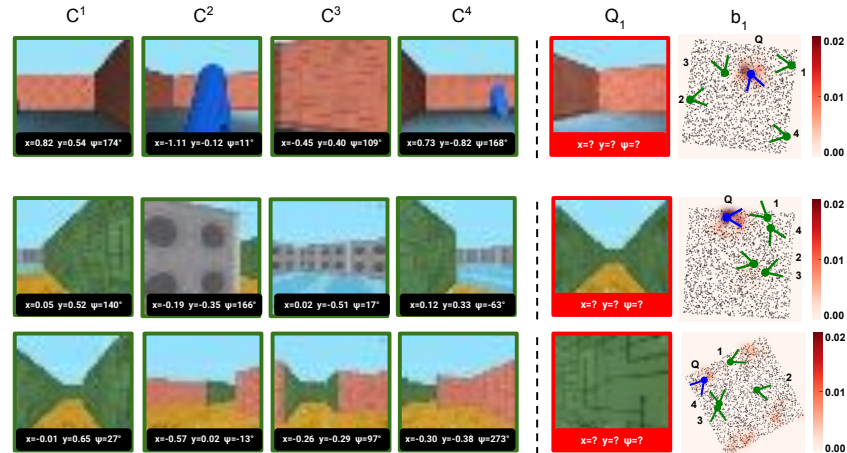 C¹ C² C³ C⁴ Q₁ b₁
x=0.82 y=0.54 ψ=174° x=-1.11 y=-0.12 ψ=11° x=-0.45 y=0.40 ψ=109° x=0.73 y=-0.82 ψ=168° x=? y=? ψ=?
Q 3 1 2 4
0.02
0.01
0.00
x=0.05 y=0.52 ψ=140° x=-0.19 y=-0.35 ψ=166° x=0.02 y=-0.51 ψ=17° x=0.12 y=0.33 ψ=-63° x=? y=? ψ=?
Q 1 4 2 3
0.02
0.01
0.00
x=-0.01 y=0.65 ψ=27° x=-0.57 y=0.02 ψ=-13° x=-0.26 y=-0.29 ψ=97° x=-0.30 y=-0.38 ψ=273° x=? y=? ψ=?
1 Q 2 4 3
0.02
0.01
0.00